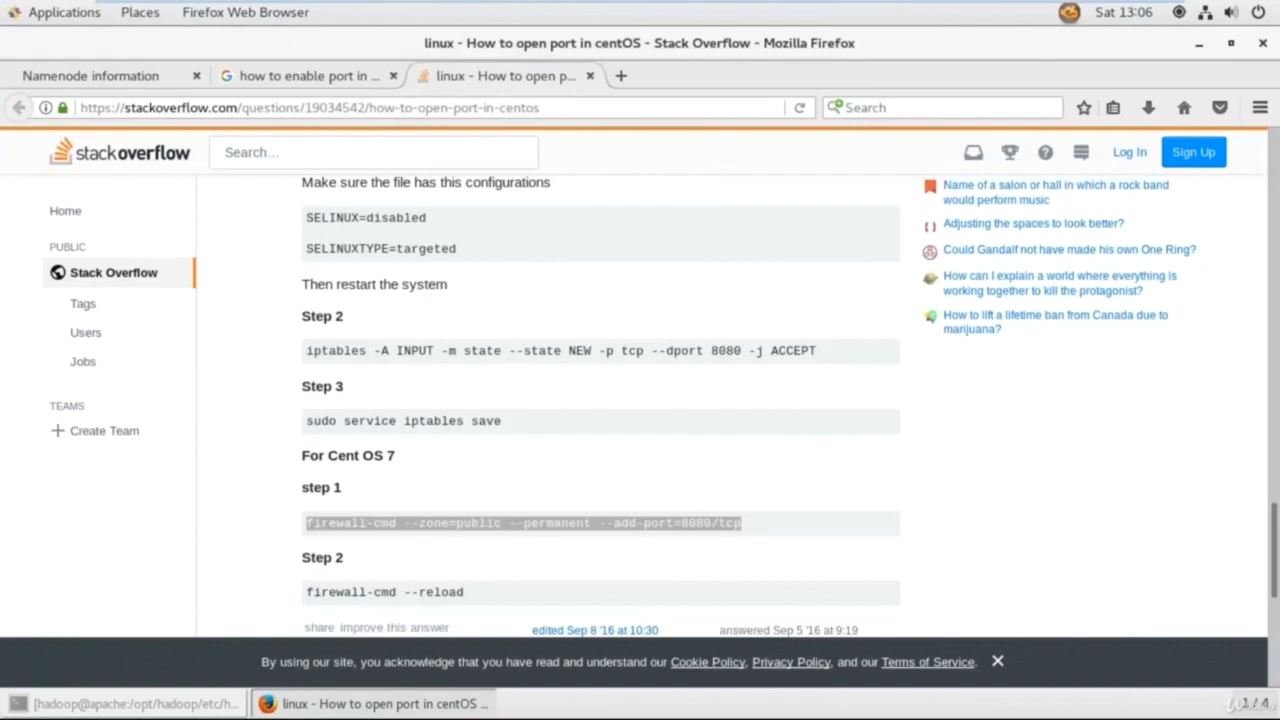 Applications Places Firefox Web Browser Sat 13:06
linux - How to open port in centOS - Stack Overflow - Mozilla Firefox
Namenode information how to enable port in ... linux - How to open p...
https://stackoverflow.com/questions/19034542/how-to-open-port-in-centos Search
stackoverflow Search... Log In Sign Up
Make sure the file has this configurations
SELINUX=disabled
SELINUXTYPE=targeted
Then restart the system
Step 2
iptables -A INPUT -m state --state NEW -p tcp --dport 8080 -j ACCEPT
Step 3
sudo service iptables save
For Cent OS 7
step 1
firewall-cmd --zone=public --permanent --add-port=8080/tcp
Step 2
firewall-cmd --reload
share improve this answer edited Sep 8 '16 at 10:30 answered Sep 5 '16 at 9:19
Home
PUBLIC
Stack Overflow
Tags
Users
Jobs
TEAMS
Create Team
Name of a salon or hall in which a rock band
would perform music
Adjusting the spaces to look better?
Could Gandalf not have made his own One Ring?
How can I explain a world where everything is
working together to kill the protagonist?
How to lift a lifetime ban from Canada due to
marijuana?
By using our site, you acknowledge that you have read and understand our Cookie Policy, Privacy Policy, and our Terms of Service.
[hadoop@apache:/opt/hadoop/etc/h... linux - How to open port in centOS ... 1 / 4